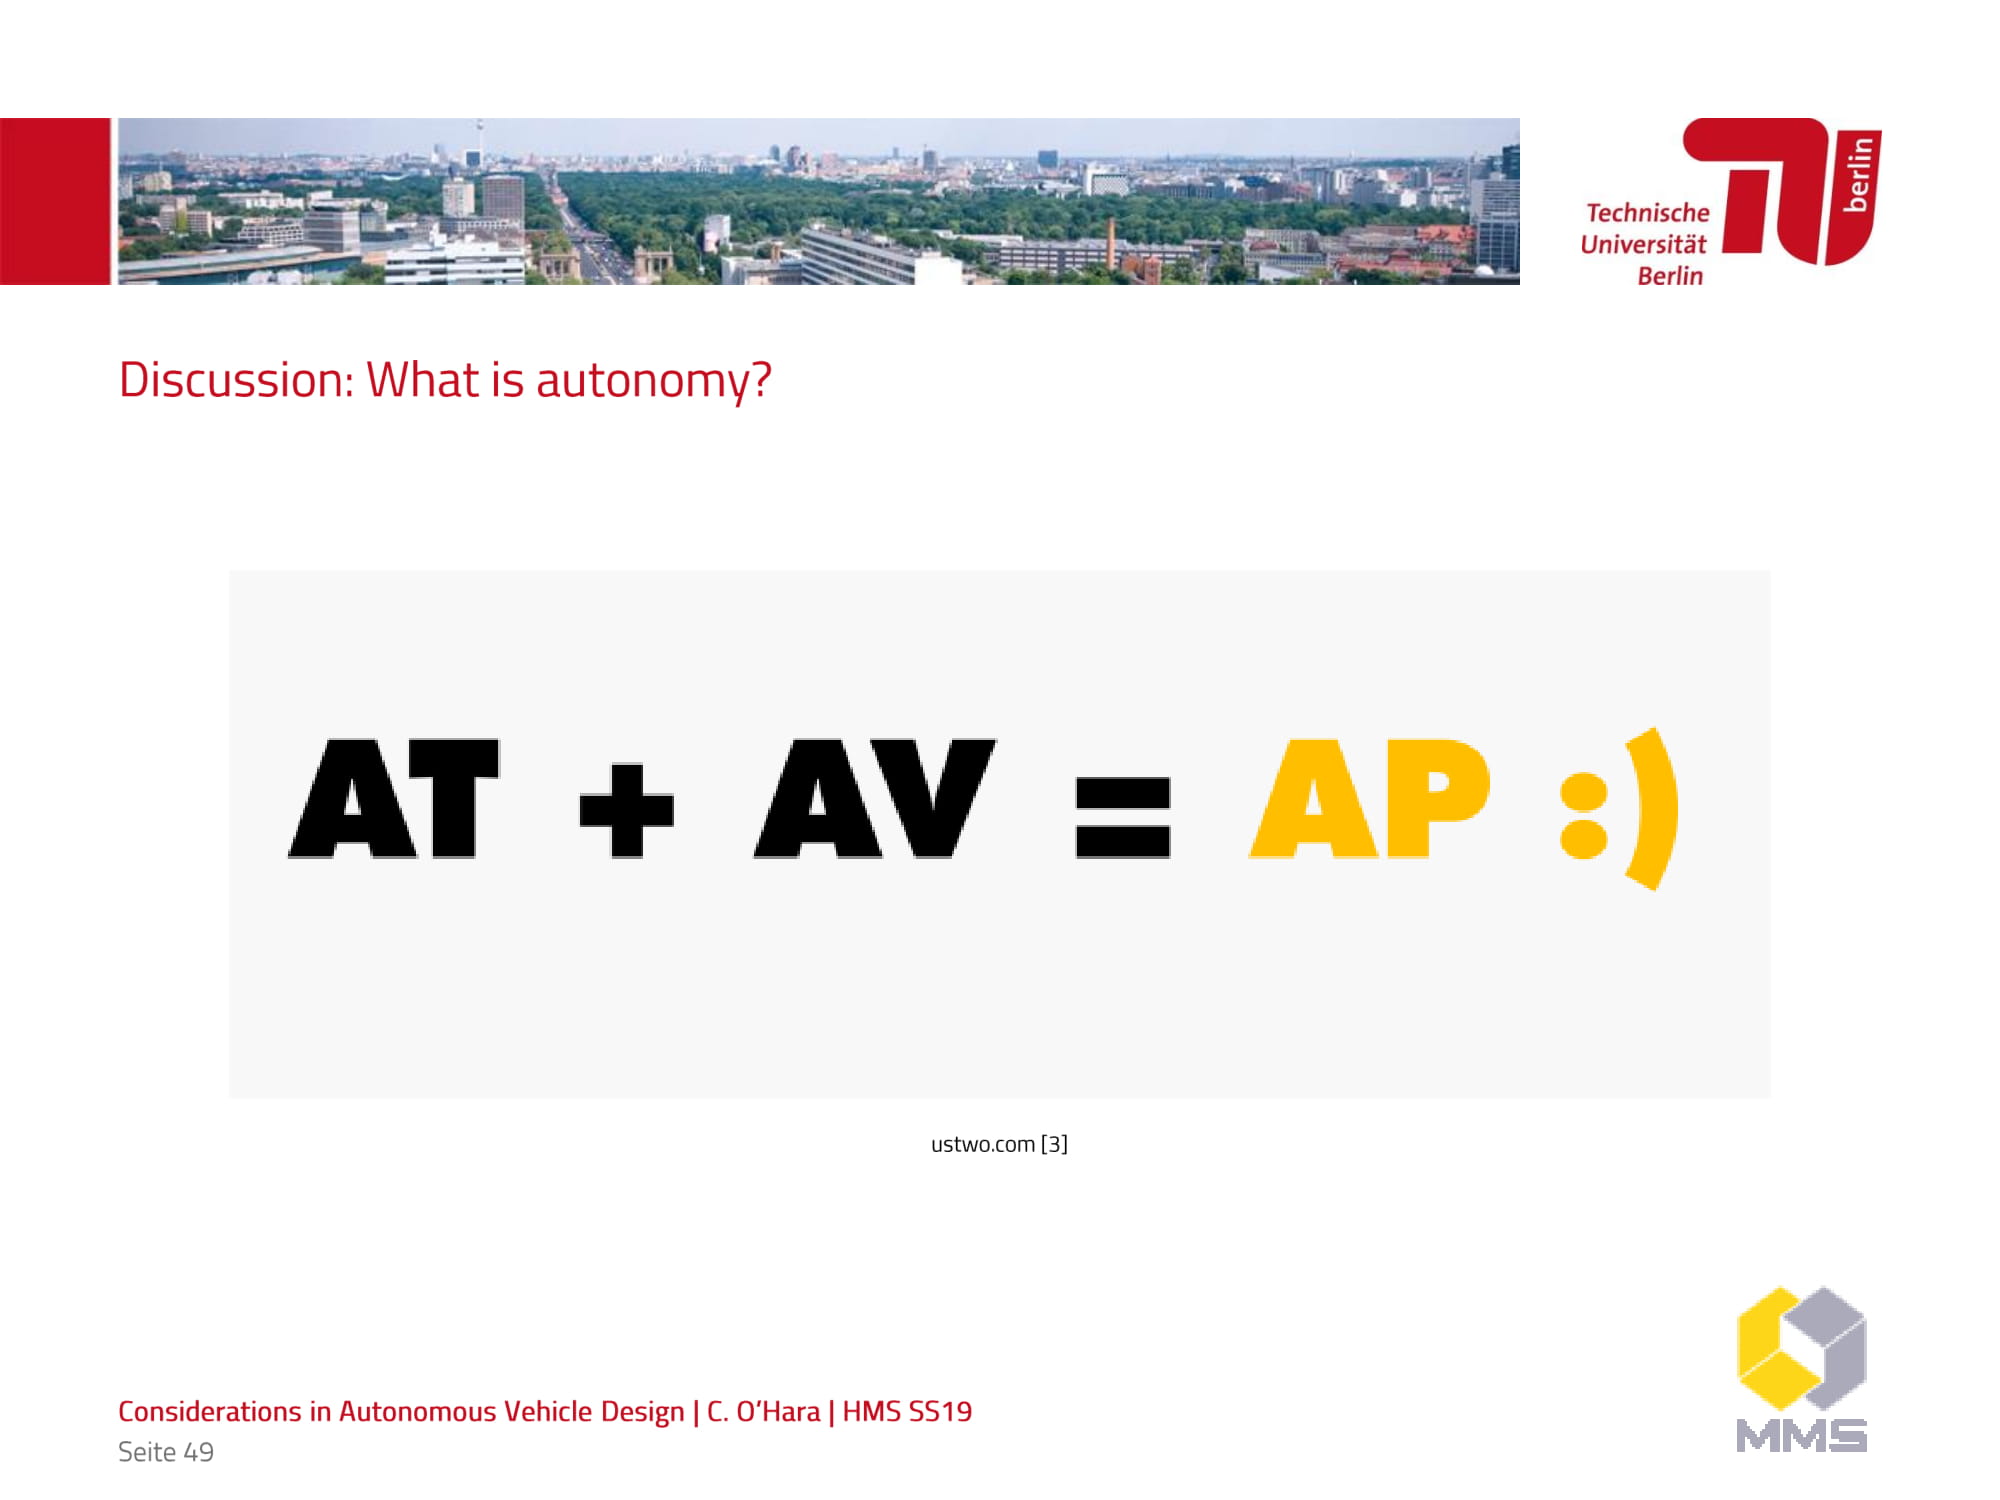 Technische
Universität
Berlin
berlin
Discussion: What is autonomy?
AT + AV = AP :)
ustwo.com [3]
Considerations in Autonomous Vehicle Design | C. O’Hara | HMS SS19
Seite 49
MMS